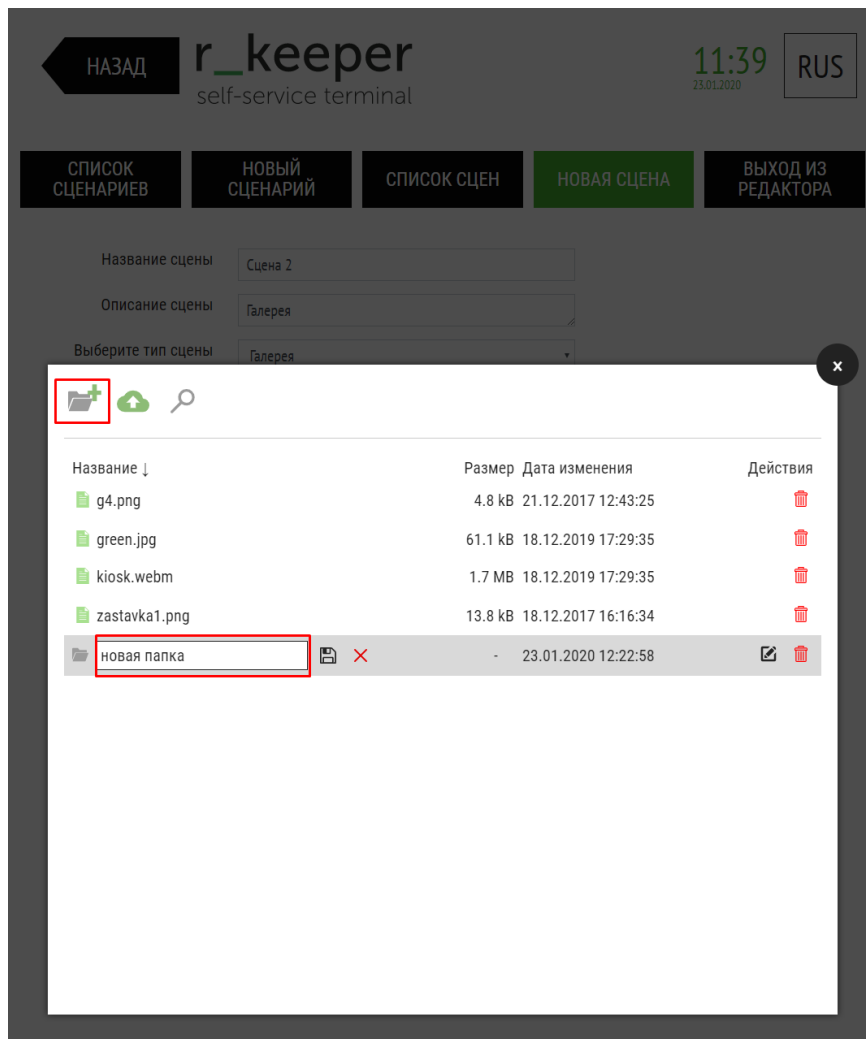 НАЗАД
r_keeper
self-service terminal
11:39
23.01.2020
RUS
СПИСОК
СЦЕНАРИЕВ
НОВЫЙ
СЦЕНАРИЙ
СПИСОК СЦЕН
НОВАЯ СЦЕНА
ВЫХОД ИЗ
РЕДАКТОРА
Название сцены
Сцена 2
Описание сцены
Галерея
Выберите тип сцены
Галерея
x
Название ↓ Размер Дата изменения Действия
g4.png 4.8 kB 21.12.2017 12:43:25
green.jpg 61.1 kB 18.12.2019 17:29:35
kiosk.webm 1.7 MB 18.12.2019 17:29:35
zastavka1.png 13.8 kB 18.12.2017 16:16:34
новая папка - 23.01.2020 12:22:58